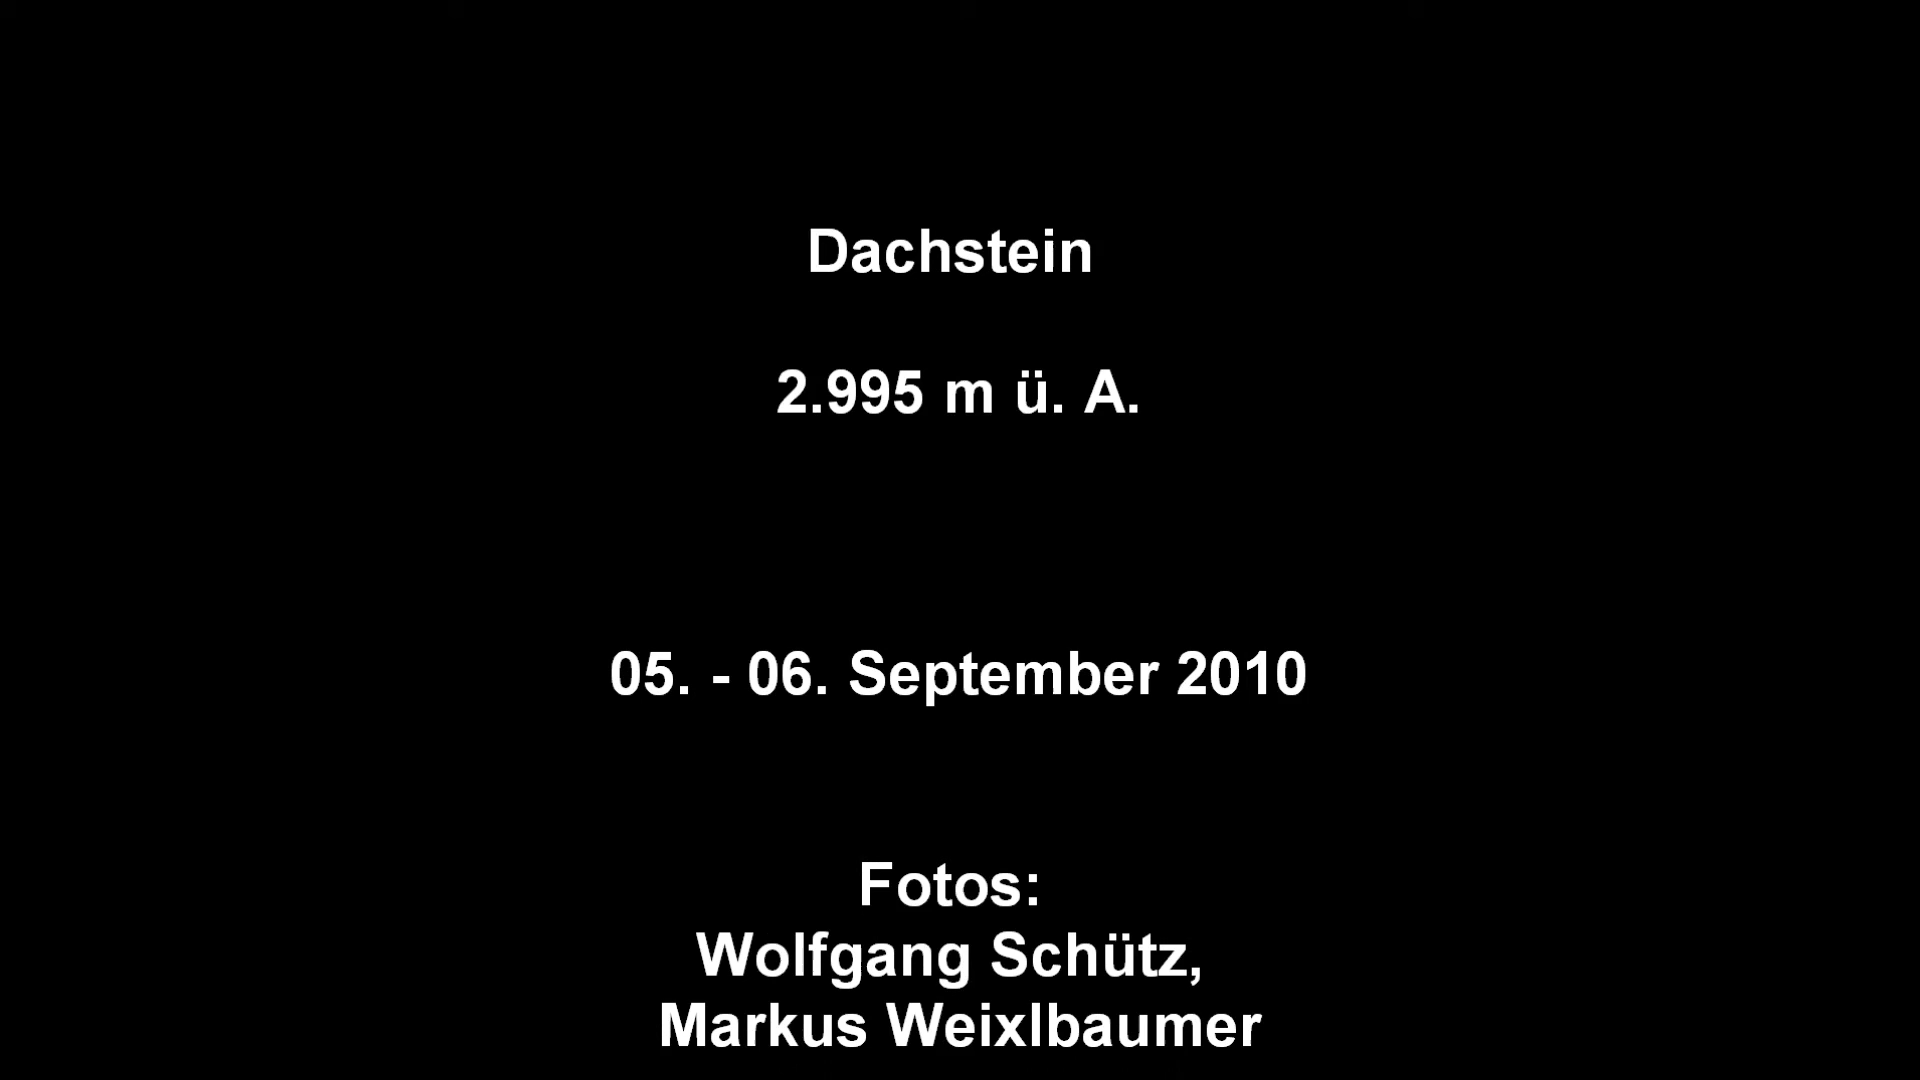 Dachstein
2.995 m ü. A.
05. - 06. September 2010
Fotos:
Wolfgang Schütz,
Markus Weixlbaumer